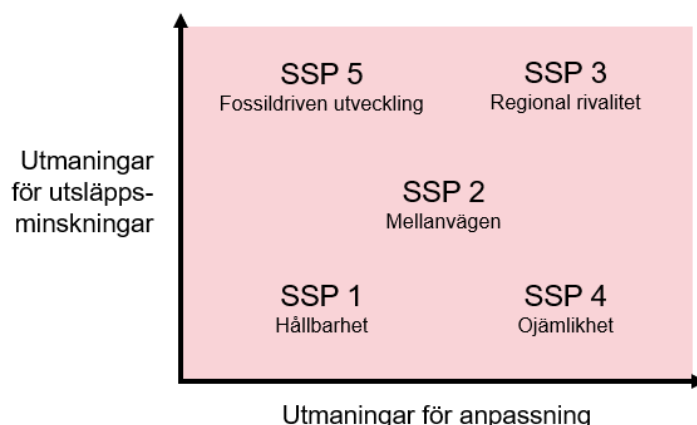 SSP 5
Fossildriven utveckling
SSP 3
Regional rivalitet
Utmaningar
för utsläpps-
minskningar
SSP 2
Mellanvägen
SSP 1
Hållbarhet
SSP 4
Ojämlikhet
Utmaningar för anpassning